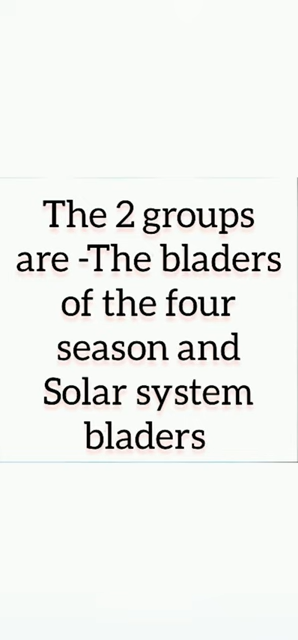 The 2 groups
are -The bladers
of the four
season and
Solar system
bladers